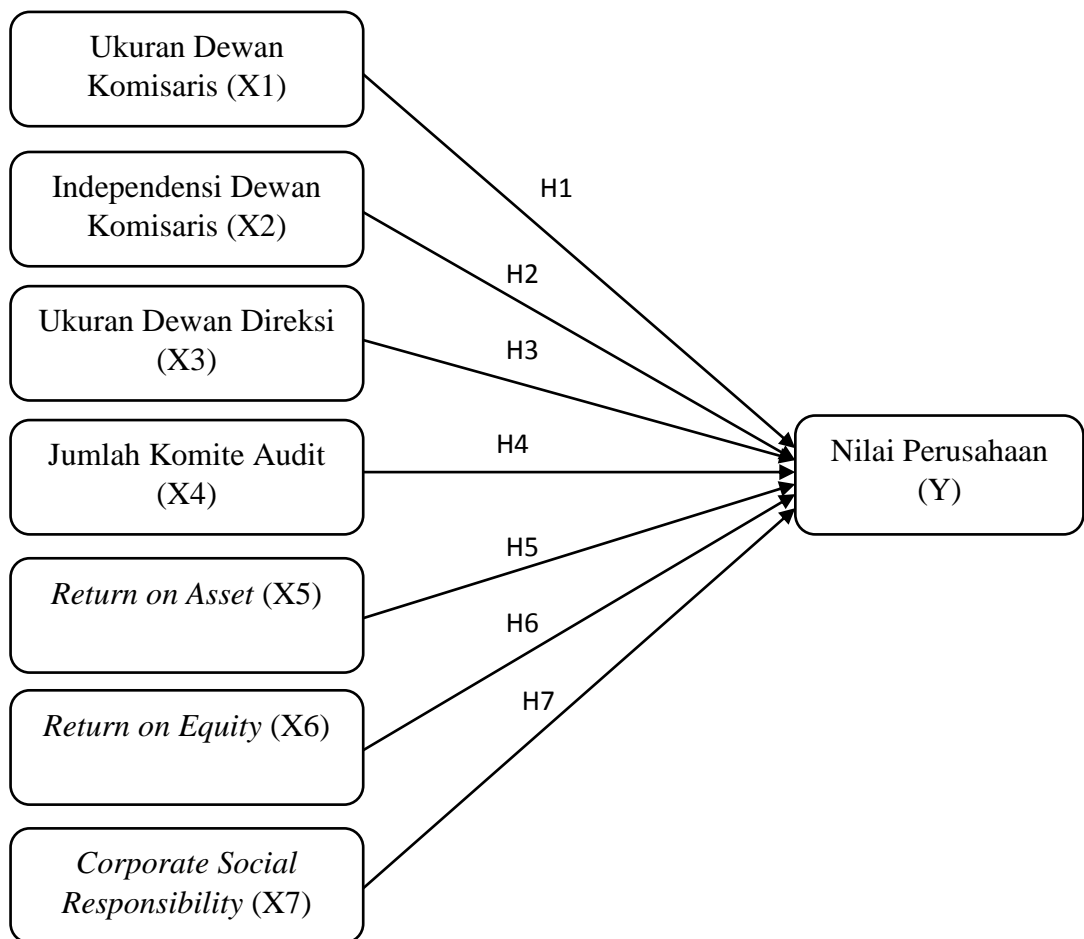 Ukuran Dewan
Komisaris (X1)
Independensi Dewan
Komisaris (X2)
Ukuran Dewan Direksi
(X3)
Jumlah Komite Audit
(X4)
Return on Asset (X5)
Return on Equity (X6)
Corporate Social
Responsibility (X7)
H1
H2
H3
H4
H5
H6
H7
Nilai Perusahaan
(Y)